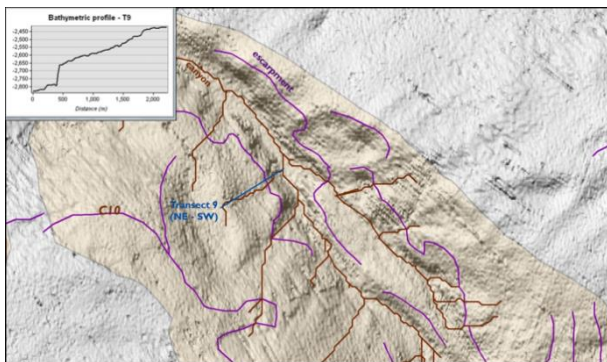 Bathymetric profile - T9
-2,450
-2,500
-2,550
-2,600
-2,650
-2,700
-2,750
-2,800
0
500
1,000
1,500
2,000
Distance (m)
canyon
escarpment
Transect 9
(NE - SW)
C10